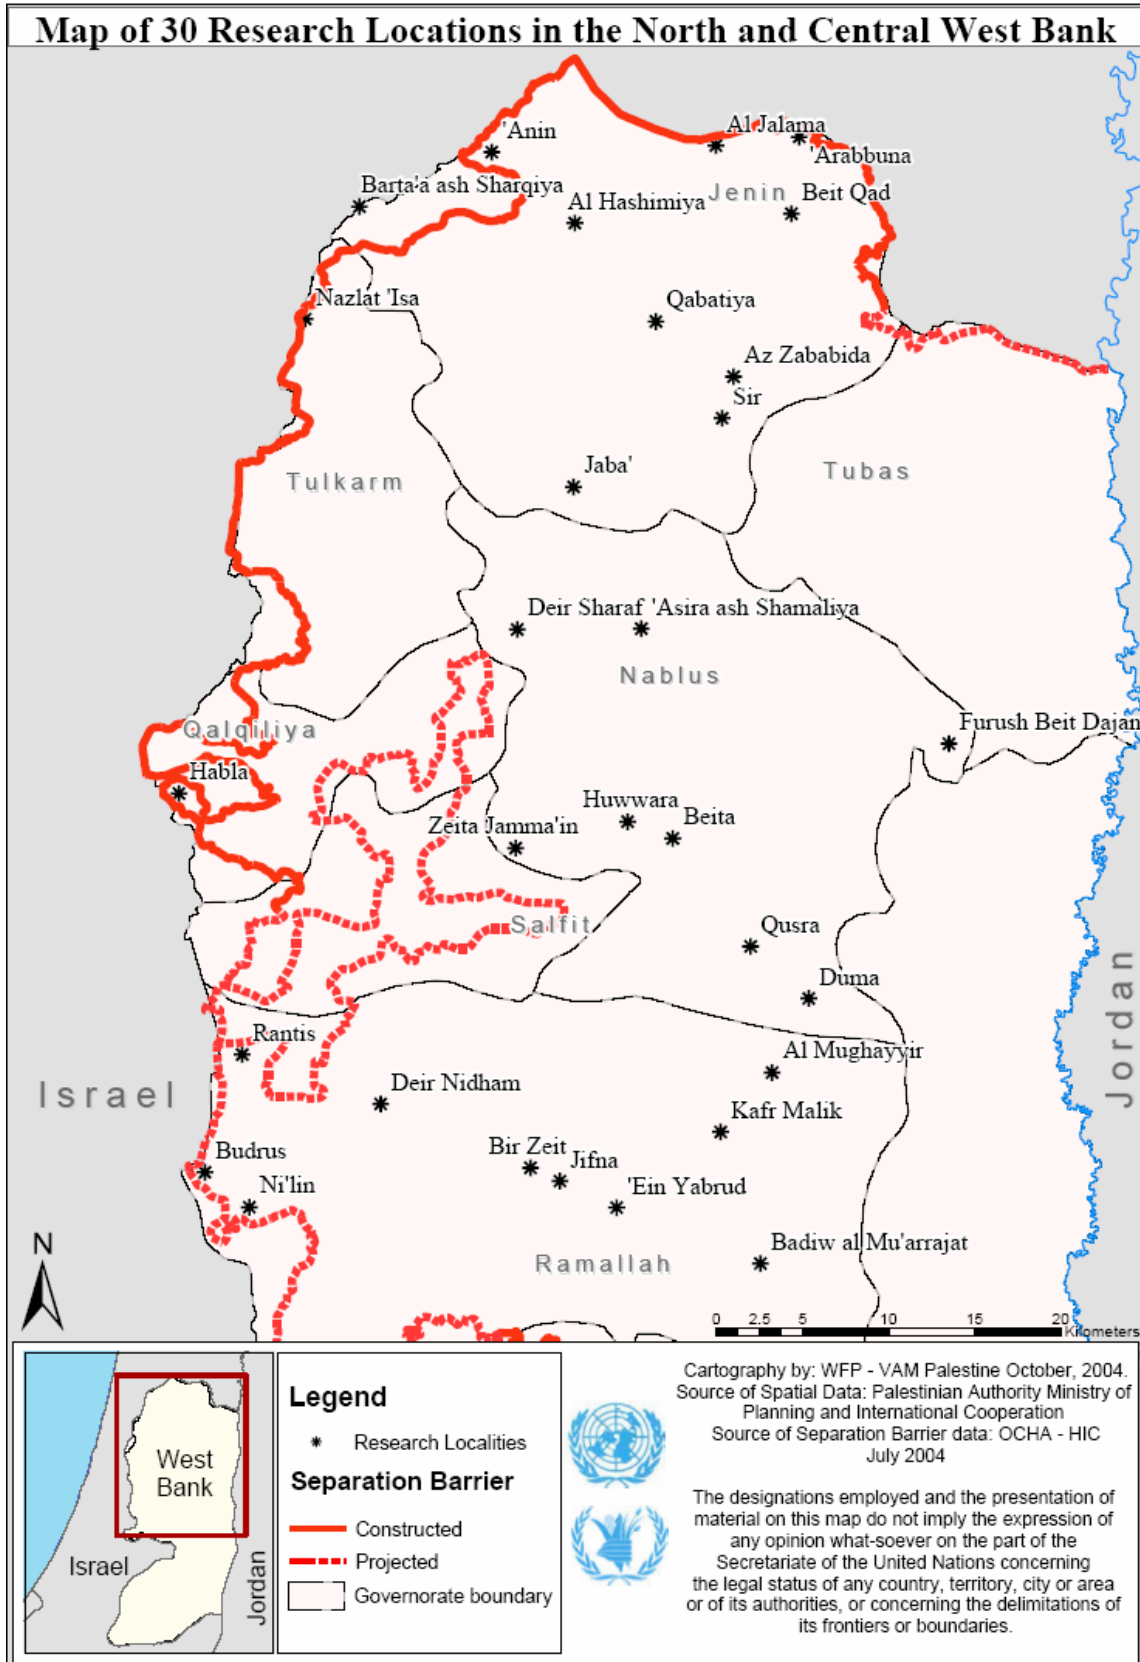 Map of 30 Research Locations in the North and Central West Bank
'Anin
Al Jalama
'Arabbuna
Barta'a ash Sharqiya
Jenin
Beit Qad
Al Hashimiya
Nazlat 'Isa
Qabatiya
Az Zababida
Sir
Tulkarm
Jaba'
Tubas
Deir Sharaf
'Asira ash Shamaliya
Nablus
Qalqiliya
Furush Beit Dajan
Habla
Huwwara
Beita
Zeita Jamma'in
Salfit
Qusra
Duma
Jordan
Rantis
Al Mughayyir
Israel
Deir Nidham
Kafr Malik
Budrus
Bir Zeit
Jifna
Ni'lin
'Ein Yabrud
N
Ramallah
Badiw al Mu'arrajat
0 2.5 5 10 15 20
Kilometers
West
Bank
Israel
Jordan
Legend
Research Localities
Separation Barrier
Constructed
Projected
Governorate boundary
Cartography by: WFP - VAM Palestine October, 2004.
Source of Spatial Data: Palestinian Authority Ministry of
Planning and International Cooperation
Source of Separation Barrier data: OCHA - HIC
July 2004
The designations employed and the presentation of
material on this map do not imply the expression of
any opinion what-soever on the part of the
Secretariate of the United Nations concerning
the legal status of any country, territory, city or area
or of its authorities, or concerning the delimitations of
its frontiers or boundaries.